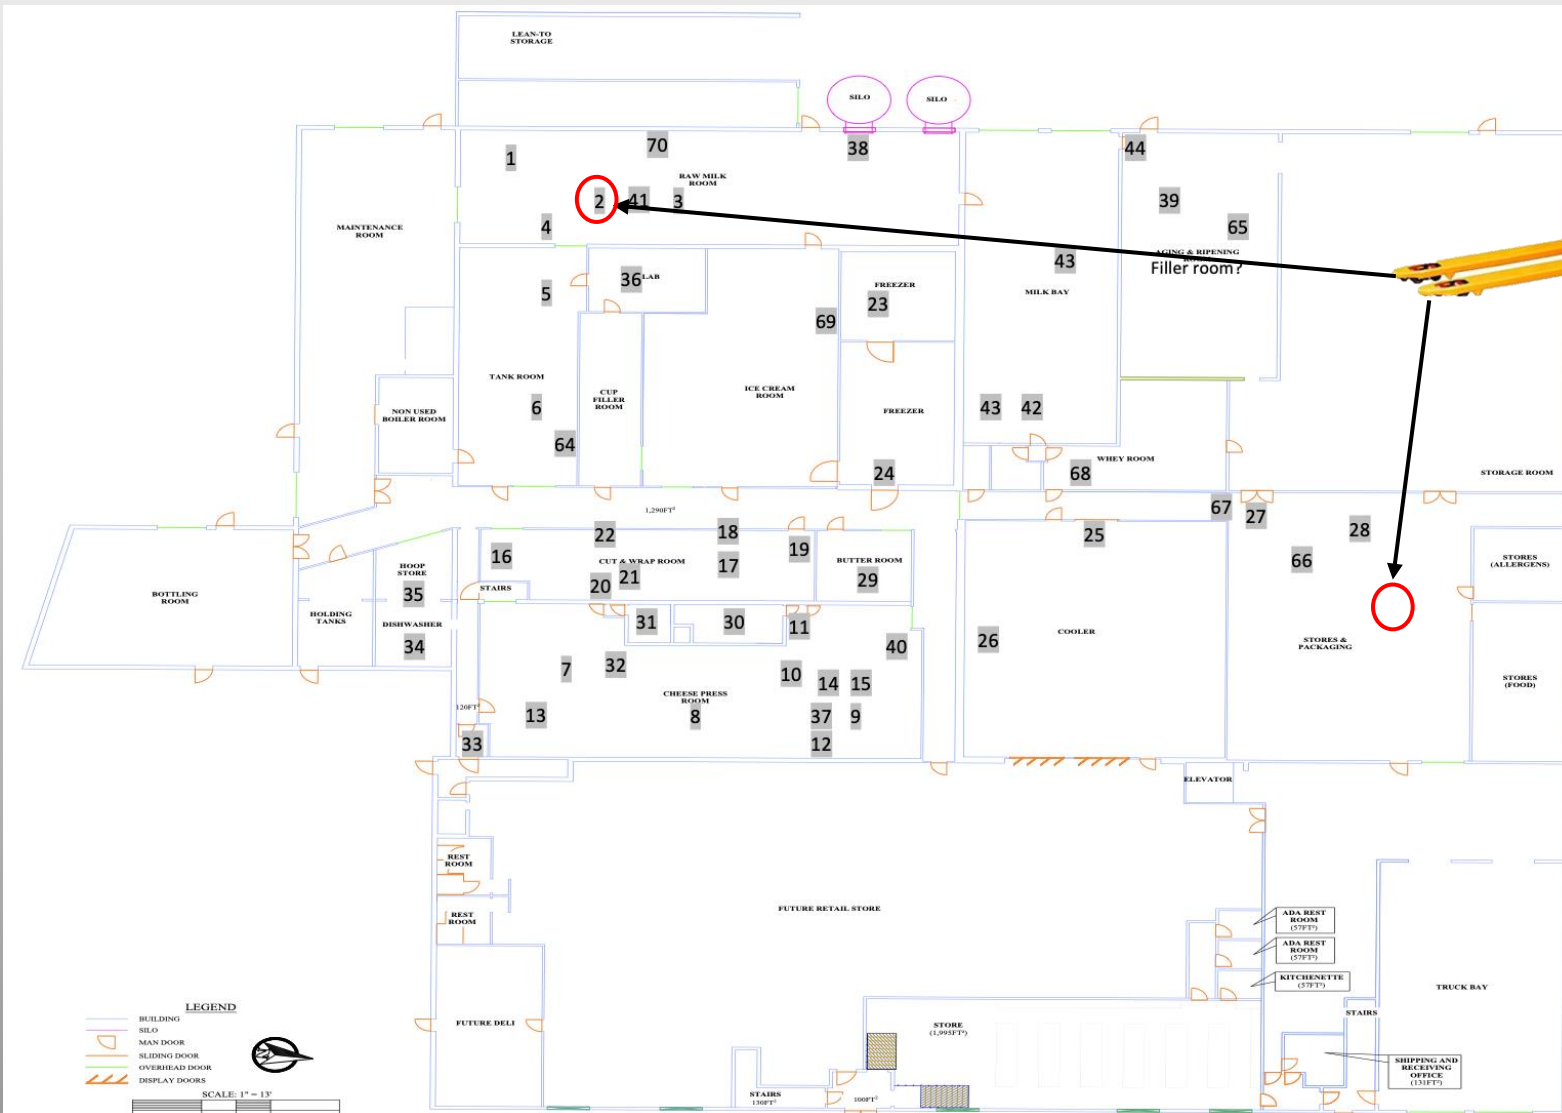 LEAN-TO
STORAGE
SILO
SILO
1
70
38
44
RAW MILK
ROOM
2
41
3
39
4
65
MAINTENANCE
ROOM
AGING & RIPENING
Filler room?
43
MILK BAY
36
LAB
5
FREEZER
23
69
TANK ROOM
6
64
CUP
FILLER
ROOM
ICE CREAM
ROOM
FREEZER
24
43
42
NON USED
BOILER ROOM
WHEY ROOM
68
STORAGE ROOM
1,290FT²
67
27
28
66
25
22
18
19
16
CUT & WRAP ROOM
17
20
21
BUTTER ROOM
29
STORES
(ALLERGENS)
HOOP
STORE
35
STAIRS
BOTTLING
ROOM
HOLDING
TANKS
DISHWASHER
34
31
30
11
40
26
COOLER
STORES &
PACKAGING
7
32
10
14
15
STORES
(FOOD)
CHEESE PRESS
ROOM
13
8
37
9
12
120FT²
33
ELEVATOR
REST
ROOM
REST
ROOM
FUTURE RETAIL STORE
ADA REST
ROOM
(57FT²)
ADA REST
ROOM
(57FT²)
KITCHENETTE
(57FT²)
TRUCK BAY
STAIRS
FUTURE DELI
STORE
(1,995FT²)
SHIPPING AND
RECEIVING
OFFICE
(131FT²)
STAIRS
130FT²
100FT²
LEGEND
BUILDING
SILO
MAN DOOR
SLIDING DOOR
OVERHEAD DOOR
DISPLAY DOORS
SCALE: 1" = 13'